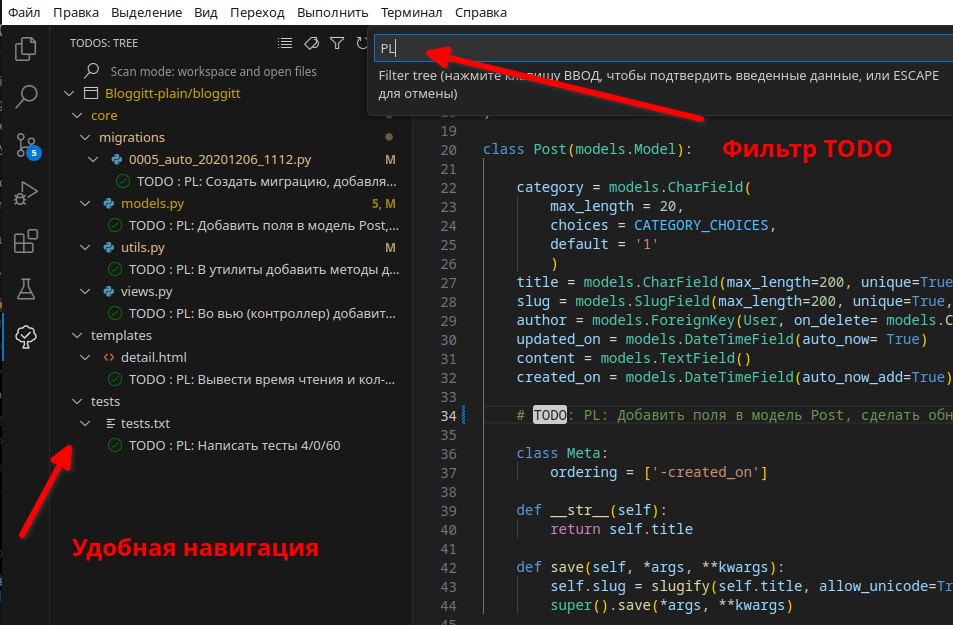 Файл Правка Выделение Вид Переход Выполнить Терминал Справка
TODOS: TREE
PL
Scan mode: workspace and open files
Filter tree (нажмите клавишу ВВОД, чтобы подтвердить введенные данные, или ESCAPE
для отмены)
Bloggitt-plain/bloggitt
core
migrations
0005_auto_20201206_1112.py M
TODO : PL: Создать миграцию, добавля...
models.py 5, M
TODO : PL: Добавить поля в модель Post,...
utils.py M
TODO : PL: В утилиты добавить методы д...
views.py
TODO : PL: Во вью (контроллер) добавит...
templates
detail.html
TODO : PL: Вывести время чтения и кол-...
tests
tests.txt
TODO : PL: Написать тесты 4/0/60
5
Удобная навигация
Фильтр TODO
19
20 class Post(models.Model):
21
22 category = models.CharField(
23 max_length = 20,
24 choices = CATEGORY_CHOICES,
25 default = '1'
26 )
27 title = models.CharField(max_length=200, unique=True
28 slug = models.SlugField(max_length=200, unique=True,
29 author = models.ForeignKey(User, on_delete= models.C
30 updated_on = models.DateTimeField(auto_now= True)
31 content = models.TextField()
32 created_on = models.DateTimeField(auto_now_add=True)
33
34 # TODO: PL: Добавить поля в модель Post, сделать обн
35
36 class Meta:
37 ordering = ['-created_on']
38
39 def __str__(self):
40 return self.title
41
42 def save(self, *args, **kwargs):
43 self.slug = slugify(self.title, allow_unicode=Tr
44 super().save(*args, **kwargs)